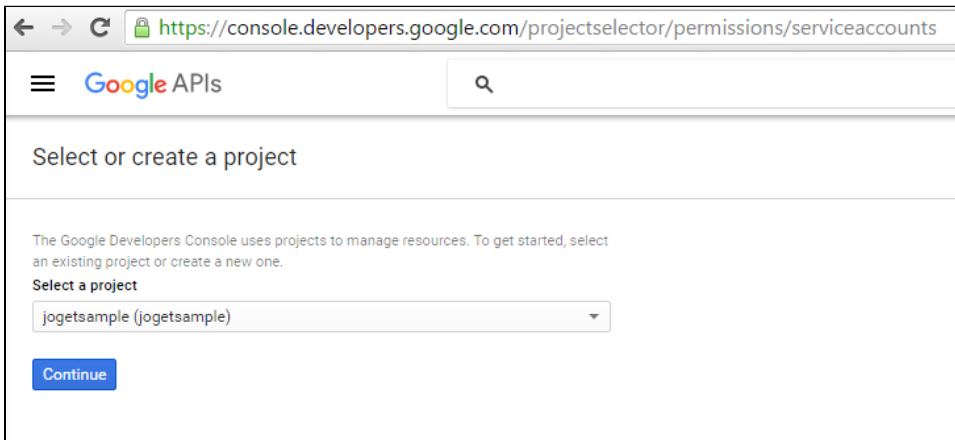 https://console.developers.google.com/projectselector/permissions/serviceaccounts
Google APIs
Select or create a project
The Google Developers Console uses projects to manage resources. To get started, select
an existing project or create a new one.
Select a project
jogetsample (jogetsample)
Continue